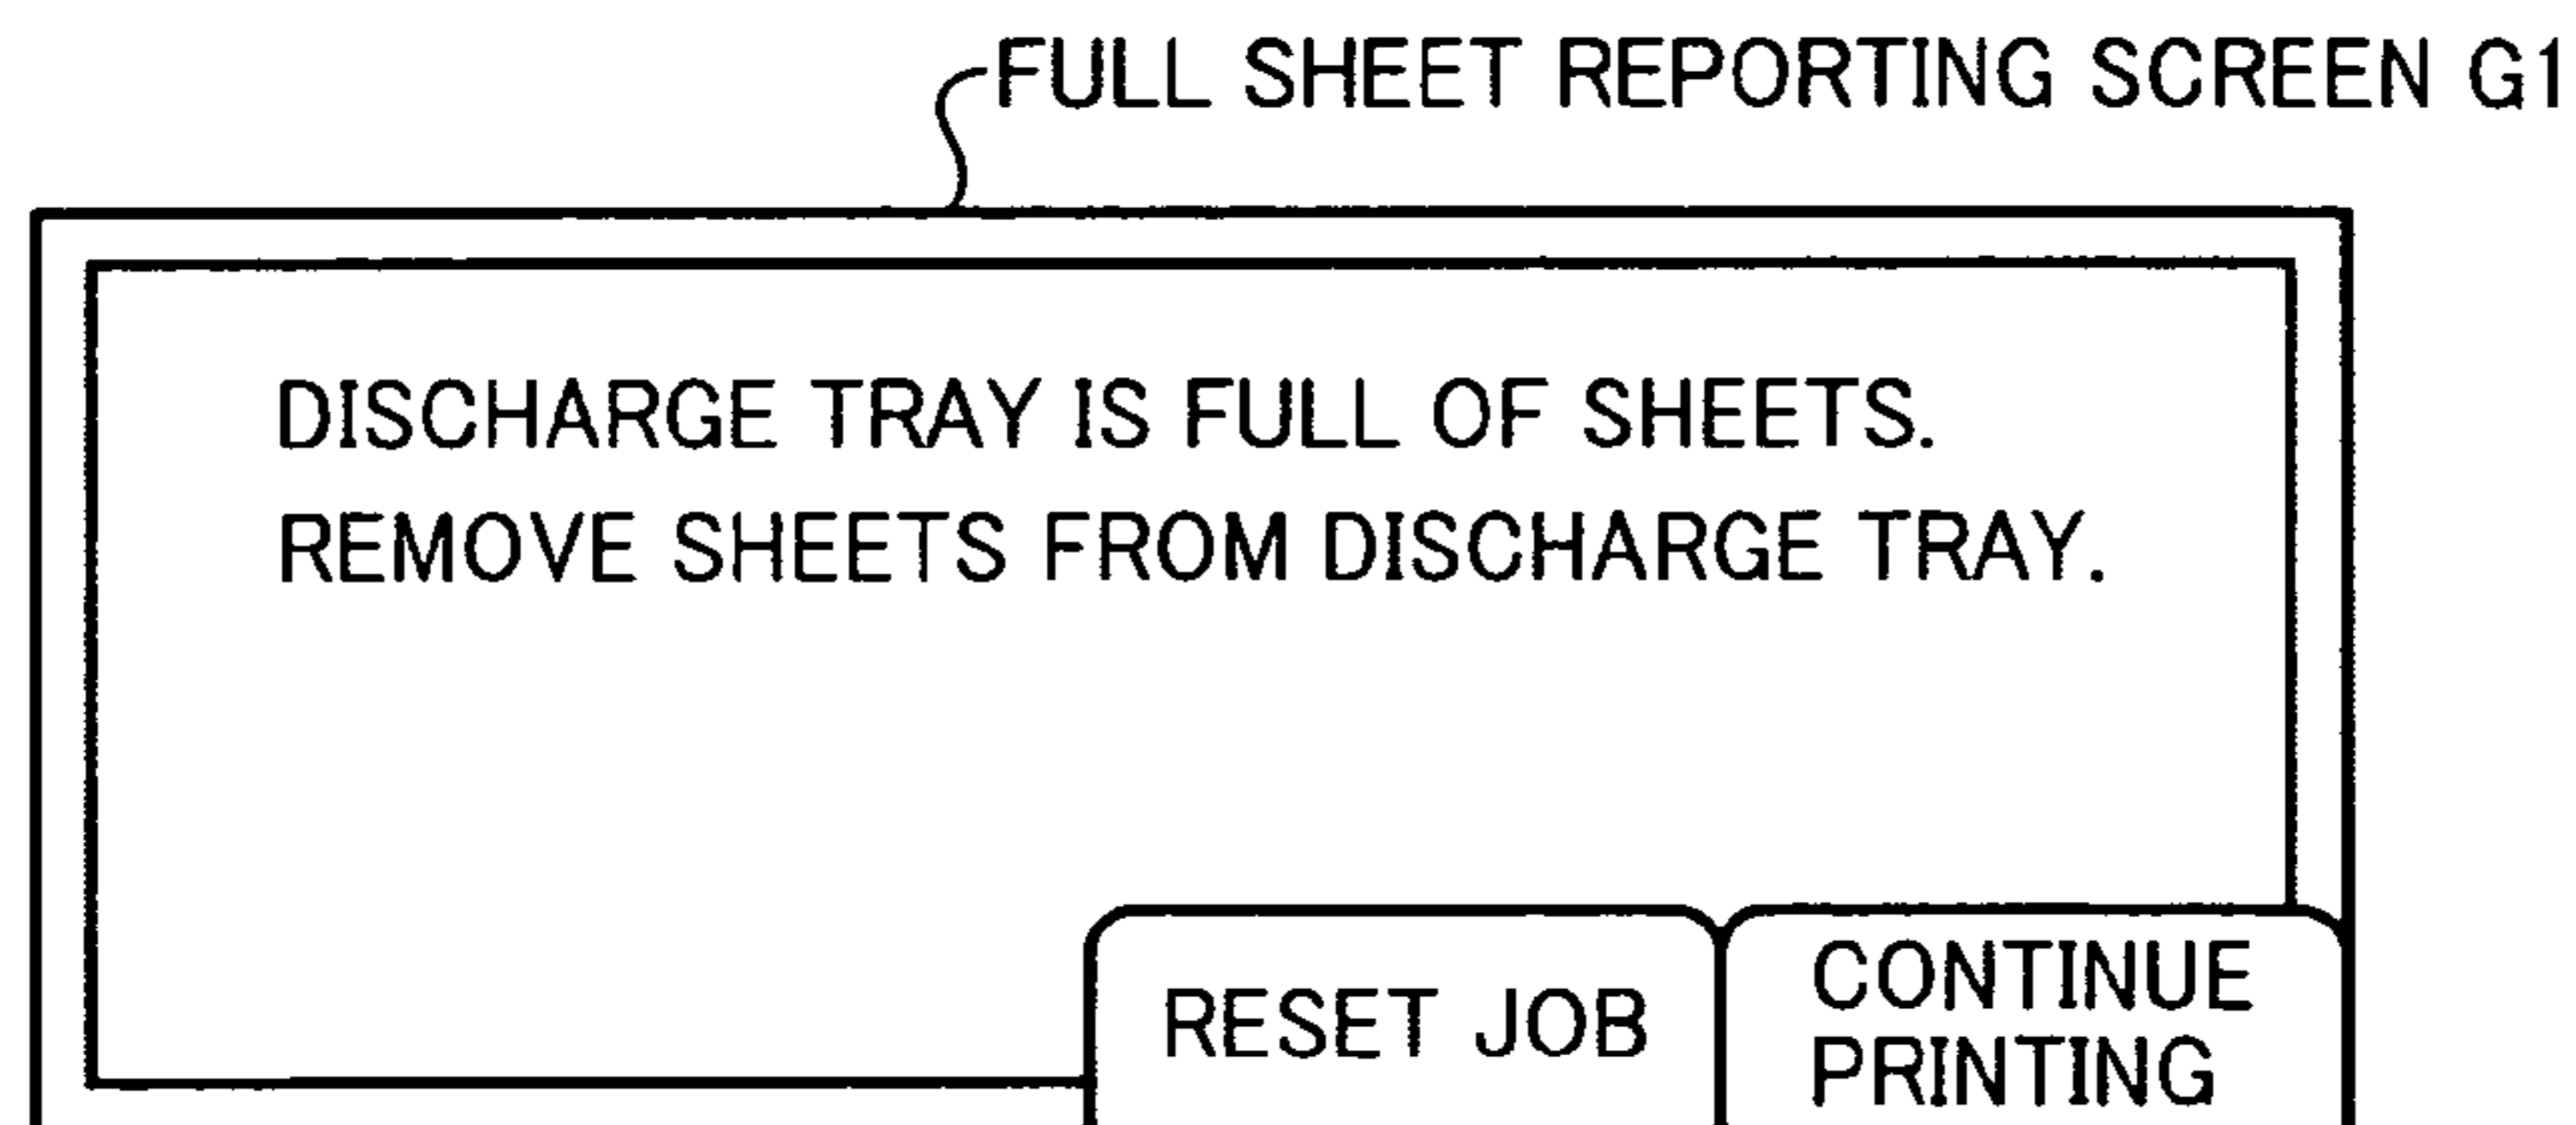 FULL SHEET REPORTING SCREEN G1
DISCHARGE TRAY IS FULL OF SHEETS.
REMOVE SHEETS FROM DISCHARGE TRAY.
RESET JOB
CONTINUE
PRINTING